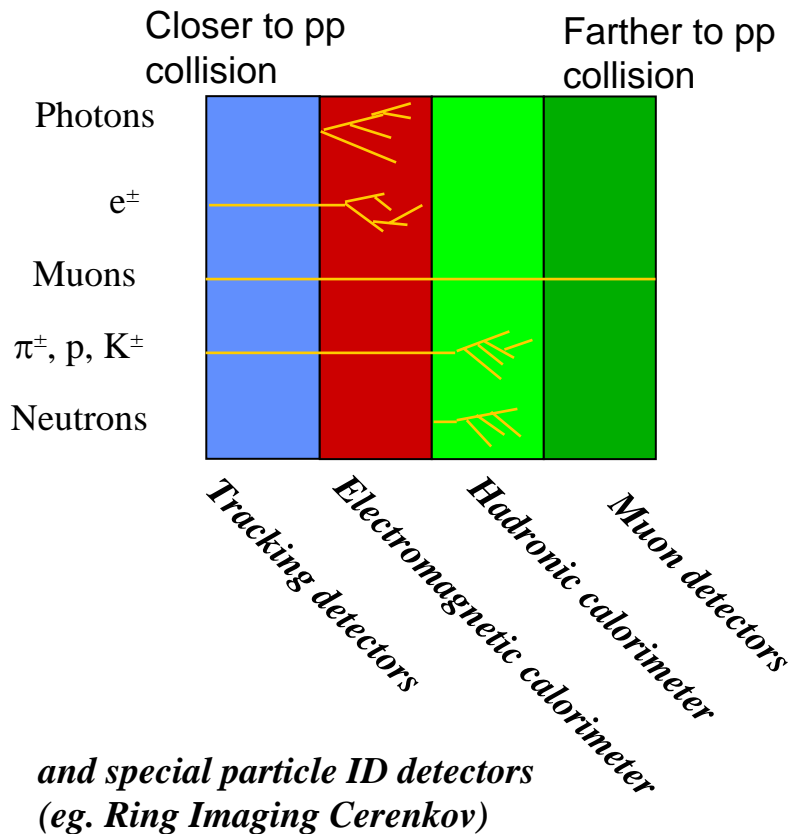 Closer to pp
collision
Farther to pp
collision
Photons
e±
Muons
π±, p, K±
Neutrons
Tracking detectors
Electromagnetic calorimeter
Hadronic calorimeter
Muon detectors
and special particle ID detectors
(eg. Ring Imaging Cerenkov)